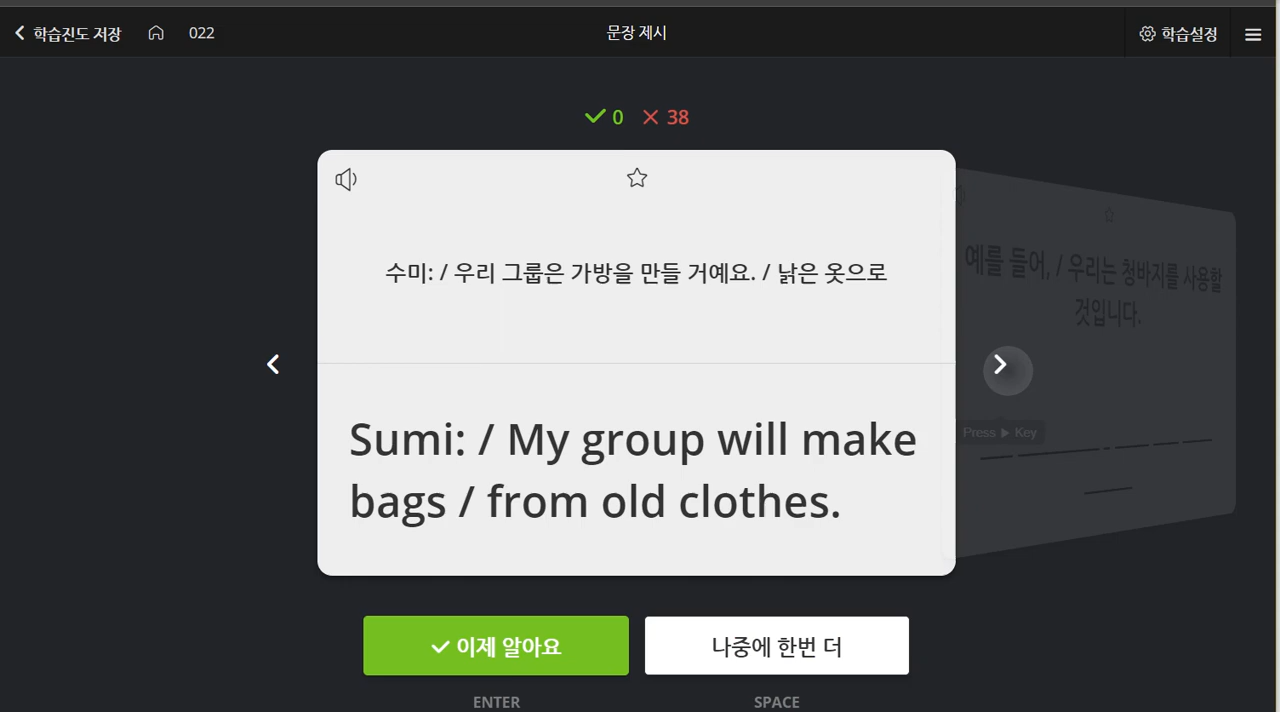 학습진도 저장
022
문장 제시
학습설정
0
38
수미: / 우리 그룹은 가방을 만들 거예요. / 낡은 옷으로
Sumi: / My group will make
bags / from old clothes.
예를 들어, / 우리는 청바지를 사용할
것입니다.
Press ▶ Key
이제 알아요
나중에 한번 더
ENTER
SPACE